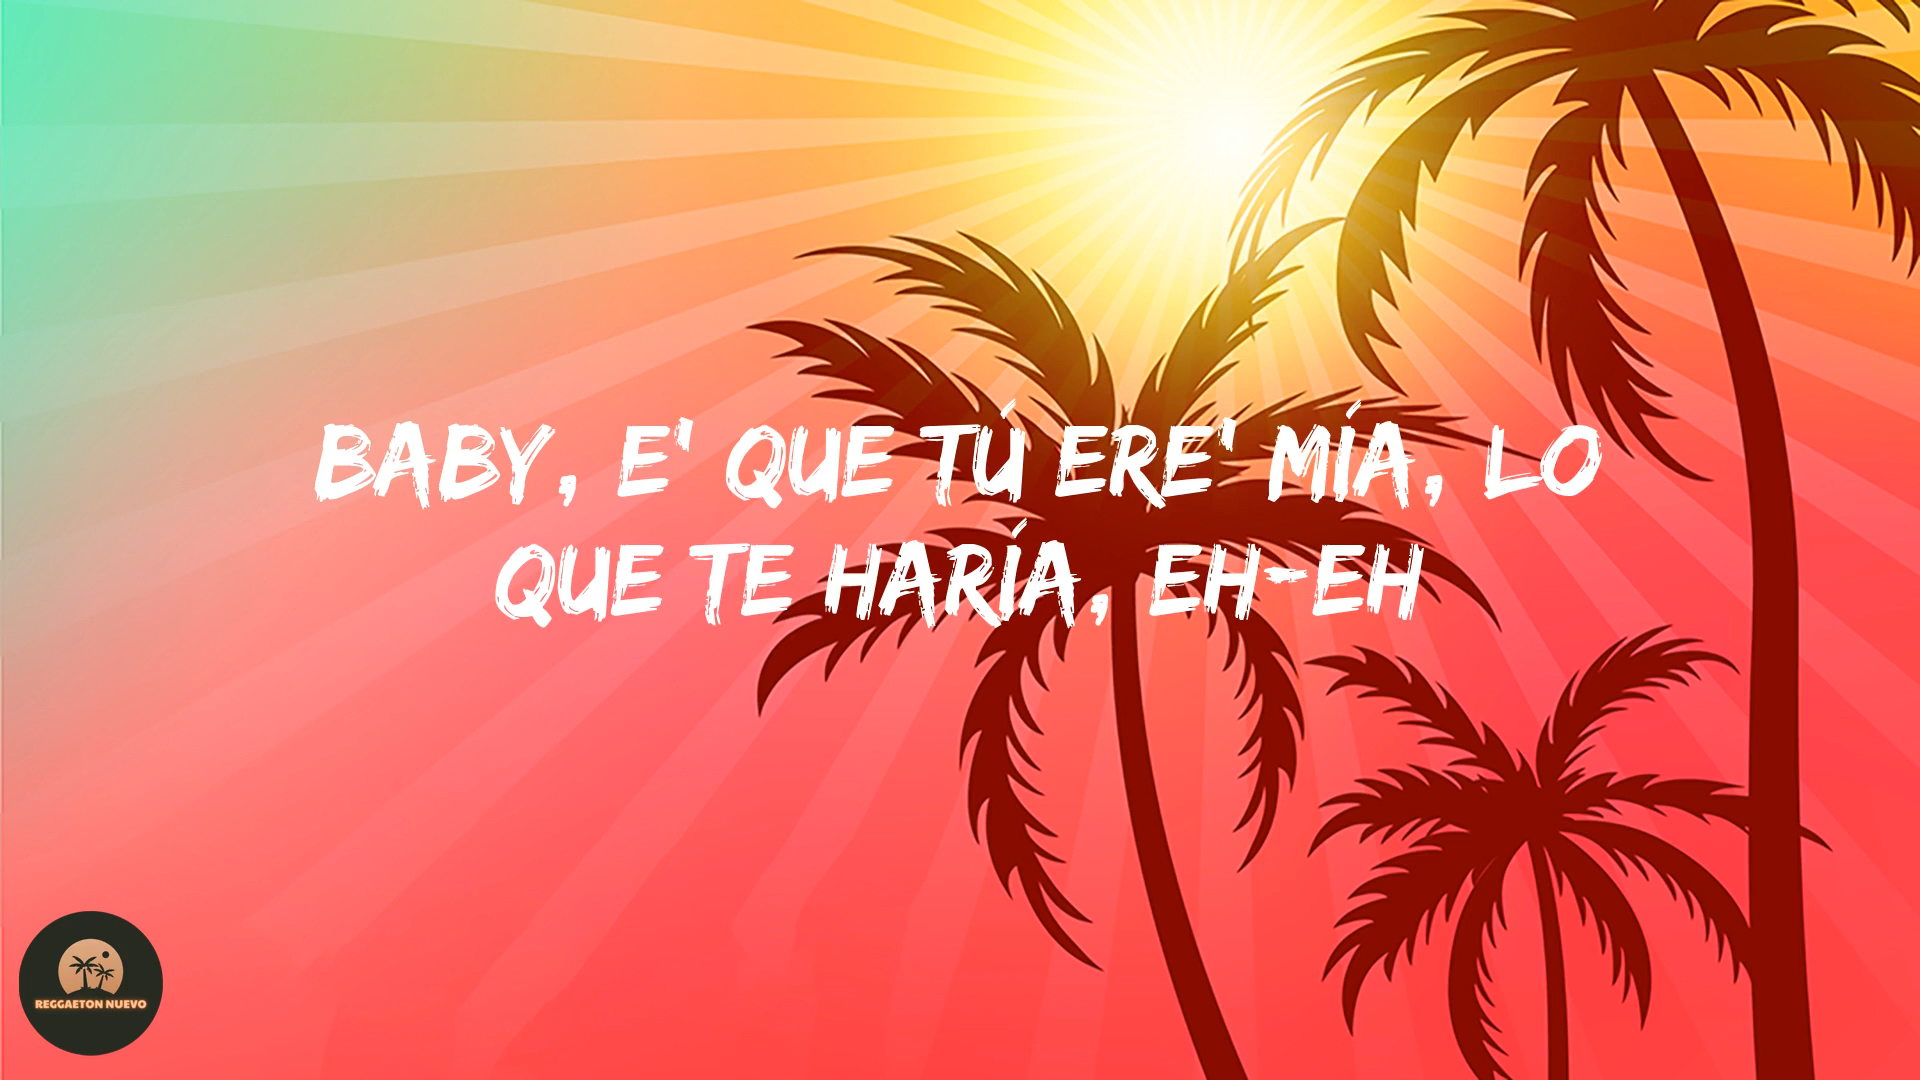 BABY, E' QUE TÚ ERE' MÍA, LO
QUE TE HARÍA, EH-EH
REGGAETON NUEVO